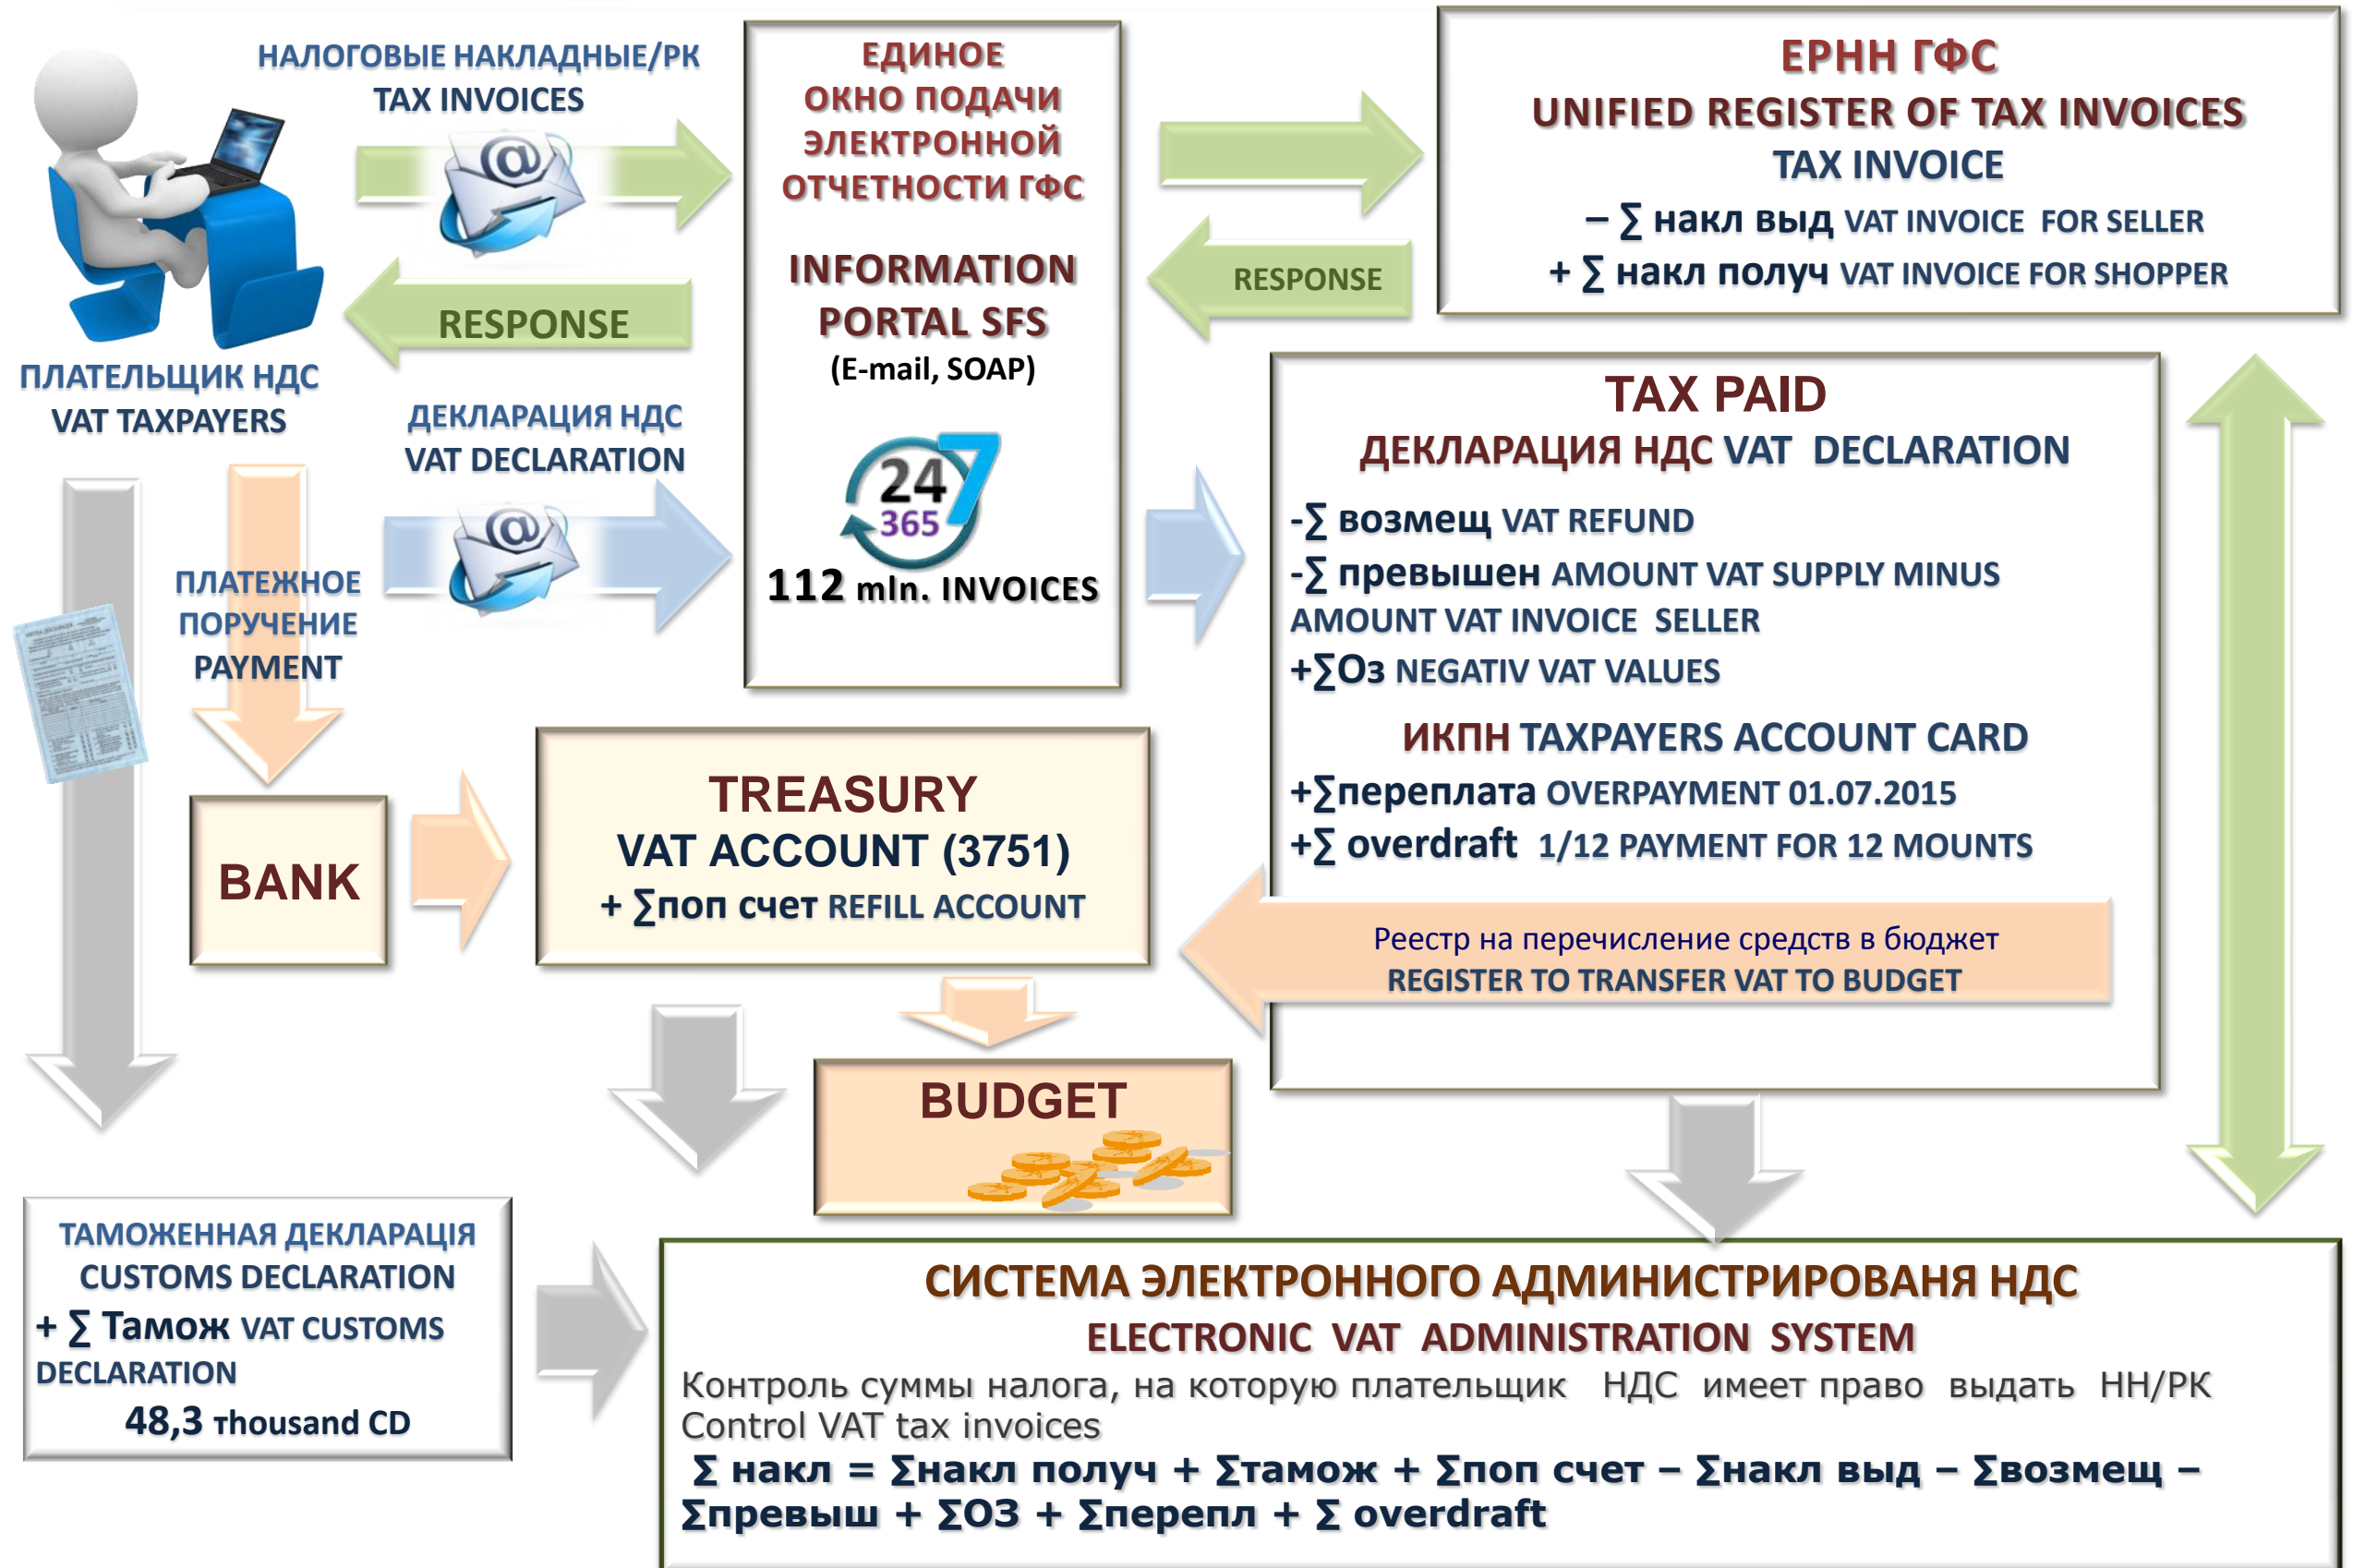 НАЛОГОВЫЕ НАКЛАДНЫЕ/РК
TAX INVOICES
RESPONSE
ПЛАТЕЛЬЩИК НДС
VAT TAXPAYERS
ДЕКЛАРАЦИЯ НДС
VAT DECLARATION
ПЛАТЕЖНОЕ
ПОРУЧЕНИЕ
PAYMENT
ЕДИНОЕ
ОКНО ПОДАЧИ
ЭЛЕКТРОННОЙ
ОТЧЕТНОСТИ ГФС
INFORMATION
PORTAL SFS
(E-mail, SOAP)
24 7
365
112 mln. INVOICES
RESPONSE
ЕРНН ГФС
UNIFIED REGISTER OF TAX INVOICES
TAX INVOICE
– ∑ накл выд VAT INVOICE FOR SELLER
+ ∑ накл получ VAT INVOICE FOR SHOPPER
TAX PAID
ДЕКЛАРАЦИЯ НДС VAT DECLARATION
-∑ возмещ VAT REFUND
-∑ превышен AMOUNT VAT SUPPLY MINUS
AMOUNT VAT INVOICE SELLER
+∑Оз NEGATIV VAT VALUES
ИКПН TAXPAYERS ACCOUNT CARD
+∑переплата OVERPAYMENT 01.07.2015
+∑ overdraft 1/12 PAYMENT FOR 12 MOUNTS
Реестр на перечисление средств в бюджет
REGISTER TO TRANSFER VAT TO BUDGET
BANK
TREASURY
VAT ACCOUNT (3751)
+ ∑поп счет REFILL ACCOUNT
BUDGET
ТАМОЖЕННАЯ ДЕКЛАРАЦІЯ
CUSTOMS DECLARATION
+ ∑ Тамож VAT CUSTOMS
DECLARATION
48,3 тhousand CD
СИСТЕМА ЭЛЕКТРОННОГО АДМИНИСТРИРОВАНЯ НДС
ELECTRONIC VAT ADMINISTRATION SYSTEM
Контроль суммы налога, на которую плательщик НДС имеет право выдать НН/РК
Control VAT tax invoices
∑ накл = ∑накл получ + ∑тамож + ∑поп счет – ∑накл выд – ∑возмещ –
∑превыш + ∑ОЗ + ∑перепл + ∑ overdraft